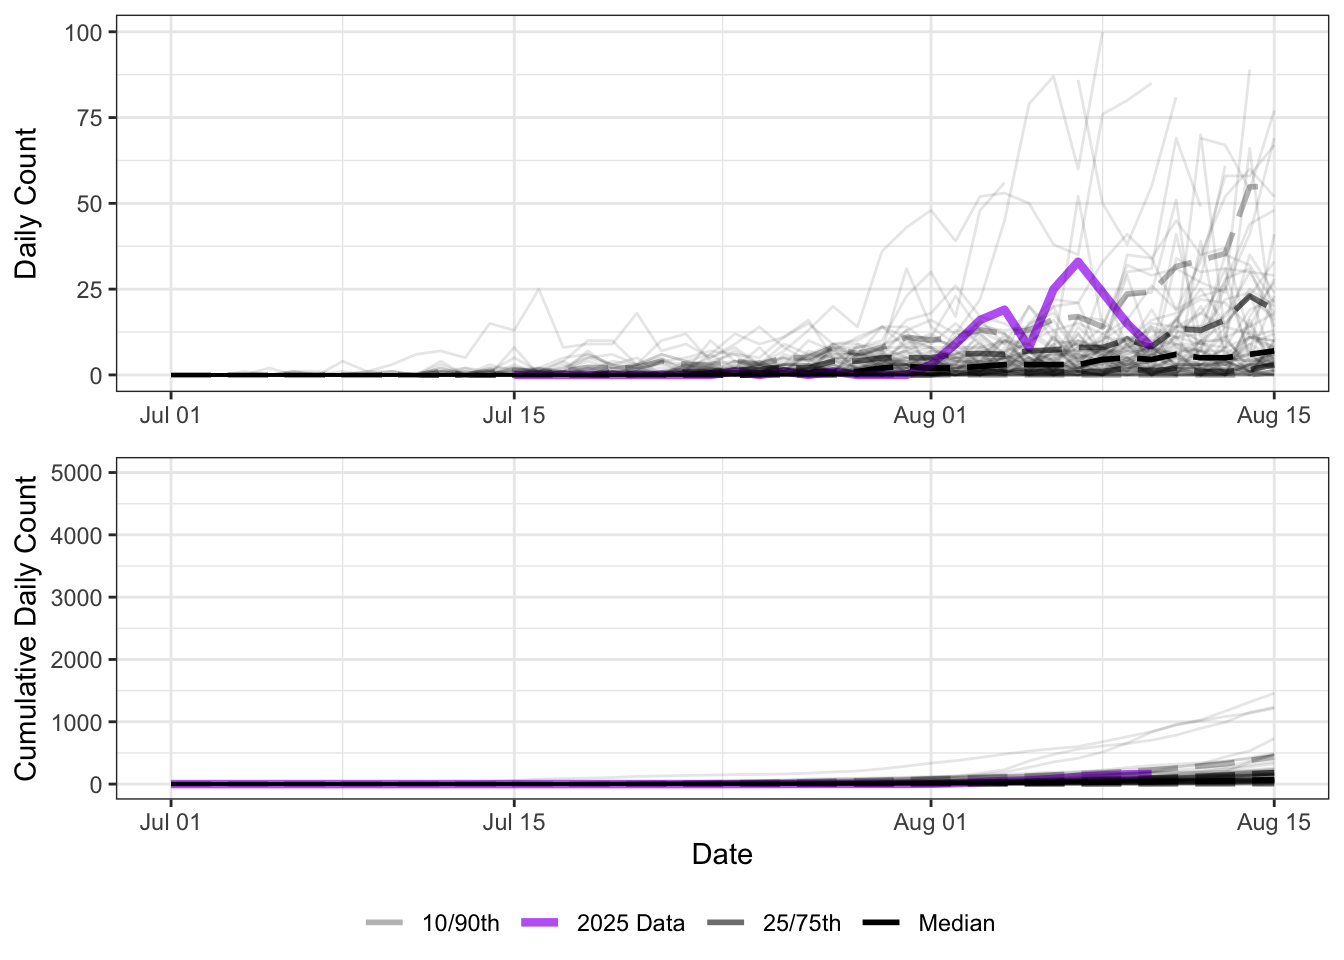 Daily Count
100
75
50
25
0
Jul 01 Jul 15 Aug 01 Aug 15
Cumulative Daily Count
5000
4000
3000
2000
1000
0
Jul 01 Jul 15 Aug 01 Aug 15
Date
10/90th 2025 Data 25/75th Median